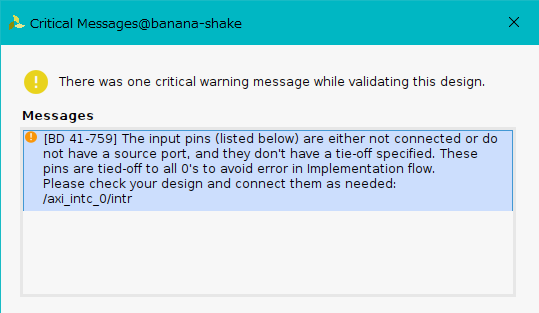 Critical Messages@banana-shake
There was one critical warning message while validating this design.
Messages
[BD 41-759] The input pins (listed below) are either not connected or do
not have a source port, and they don't have a tie-off specified. These
pins are tied-off to all 0's to avoid error in Implementation flow.
Please check your design and connect them as needed:
/axi_intc_0/intr